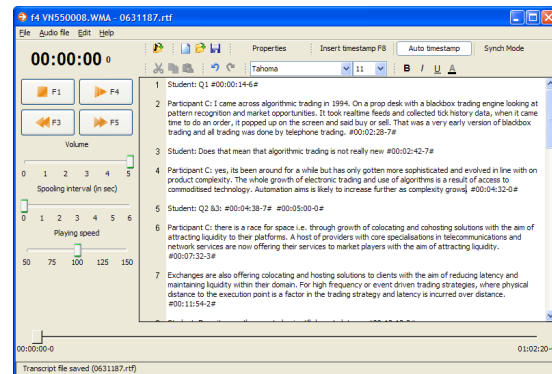 f4 VN550008.WMA - 0631187.rtf
File Audio file Edit Help
00:00:00 0
Properties Insert timestamp F8 Auto timestamp Synch Mode
Tahoma 11 B I U A
F1 F4
F3 F5
Volume
0 1 2 3 4 5
Spooling interval (in sec)
0 1 2 3 4 5 6
Playing speed
50 75 100 125 150
1 Student: Q1 #00:00:14-6#
2 Participant C: I came across algorithmic trading in 1994. On a prop desk with a blackbox trading engine looking at
pattern recognition and market opportunities. It took realtime feeds and collected tick history data, when it came
time to do an order, it popped up on the screen and said buy or sell. That was a very early version of blackbox
trading and all trading was done by telephone trading. #00:02:28-7#
3 Student: Does that mean that algorithmic trading is not really new #00:02:42-7#
4 Participant C: yes, its been around for a while but has only gotten more sophisticated and evolved in line with on
product complexity. The whole growth of electronic trading and use of algorithms is a result of access to
commoditised technology. Automation aims is likely to increase further as complexity grows #00:04:32-0#
5 Student: Q2 &3: #00:04:38-7# #00:05:00-0#
6 Participant C: there is a race for space i.e. through growth of colocating and cohosting solutions with the aim of
attracting liquidity to their platforms. A host of providers with core specialisations in telecommunications and
network services are now offering their services to market players with the aim of attracting liquidity.
#00:07:32-3#
7 Exchanges are also offering colocating and hosting solutions to clients with the aim of reducing latency and
maintaining liquidity within their domain. For high frequency or event driven trading strategies, where physical
distance to the execution point is a factor in the trading strategy and latency is incurred over distance.
#00:11:54-2#
00:00:00-0 01:02:20-
Transcript file saved (0631187.rtf)